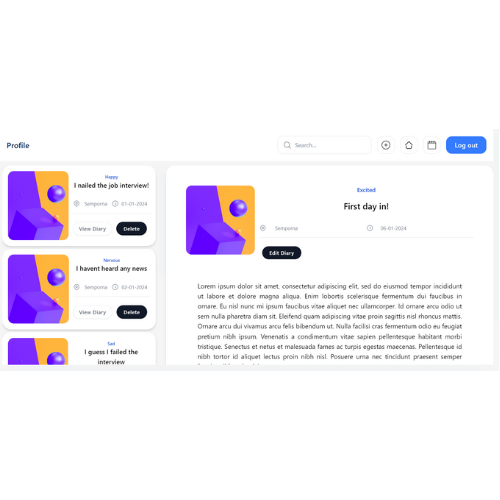 Profile
Search...
Log out
Happy
I nailed the job interview!
Semporna
01-01-2024
View Diary
Delete
Nervous
I havent heard any news
Semporna
02-01-2024
View Diary
Delete
Sad
I guess I failed the
interview
Excited
First day in!
Semporna
06-01-2024
Edit Diary
Lorem ipsum dolor sit amet, consectetur adipiscing elit, sed do eiusmod tempor incididunt
ut labore et dolore magna aliqua. Enim lobortis scelerisque fermentum dui faucibus in
ornare. Eu nisl nunc mi ipsum faucibus vitae aliquet nec ullamcorper. Id ornare arcu odio ut
sem nulla pharetra diam sit. Eleifend quam adipiscing vitae proin sagittis nisl rhoncus mattis.
Ornare arcu dui vivamus arcu felis bibendum ut. Nulla facilisi cras fermentum odio eu feugiat
pretium nibh ipsum. Venenatis a condimentum vitae sapien pellentesque habitant morbi
tristique. Senectus et netus et malesuada fames ac turpis egestas maecenas. Pellentesque id
nibh tortor id aliquet lectus proin nibh nisl. Posuere urna nec tincidunt praesent semper